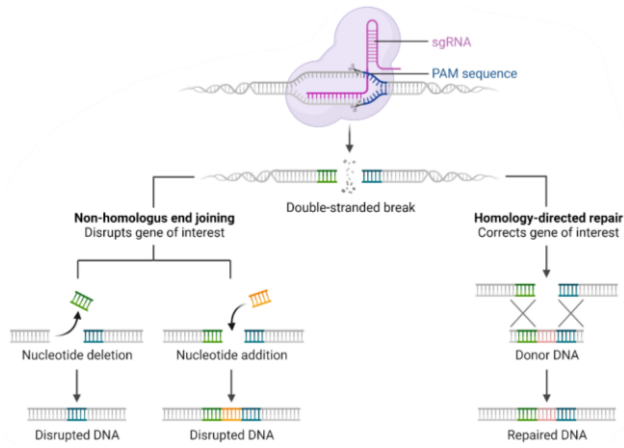 sgRNA
PAM sequence
Double-stranded break
Non-homologus end joining
Disrupts gene of interest
Homology-directed repair
Corrects gene of interest
Nucleotide deletion
Nucleotide addition
Donor DNA
Disrupted DNA
Disrupted DNA
Repaired DNA